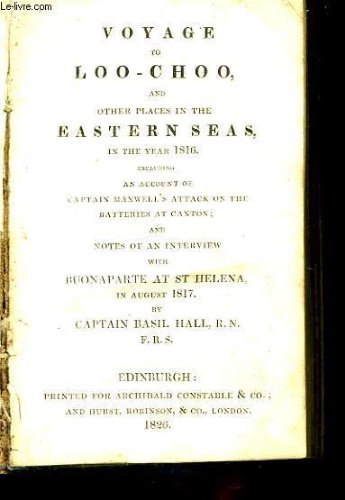 -le-livre.com
VOYAGE
TO
LOO-CHOO,
AND
OTHER PLACES IN THE
EASTERN SEAS,
IN THE YEAR 1816.
INCLUDING
AN ACCOUNT OF
CAPTAIN MAXWELL'S ATTACK ON THE
BATTERIES AT CANTON;
AND
NOTES OF AN INTERVIEW
WITH
BUONAPARTE AT ST HELENA,
IN AUGUST 1817.
BY
CAPTAIN BASIL HALL, R.N.
F.R.S.
EDINBURGH:
PRINTED FOR ARCHIBALD CONSTABLE & CO.;
AND HURST, ROBINSON, & CO., LONDON.
1826.